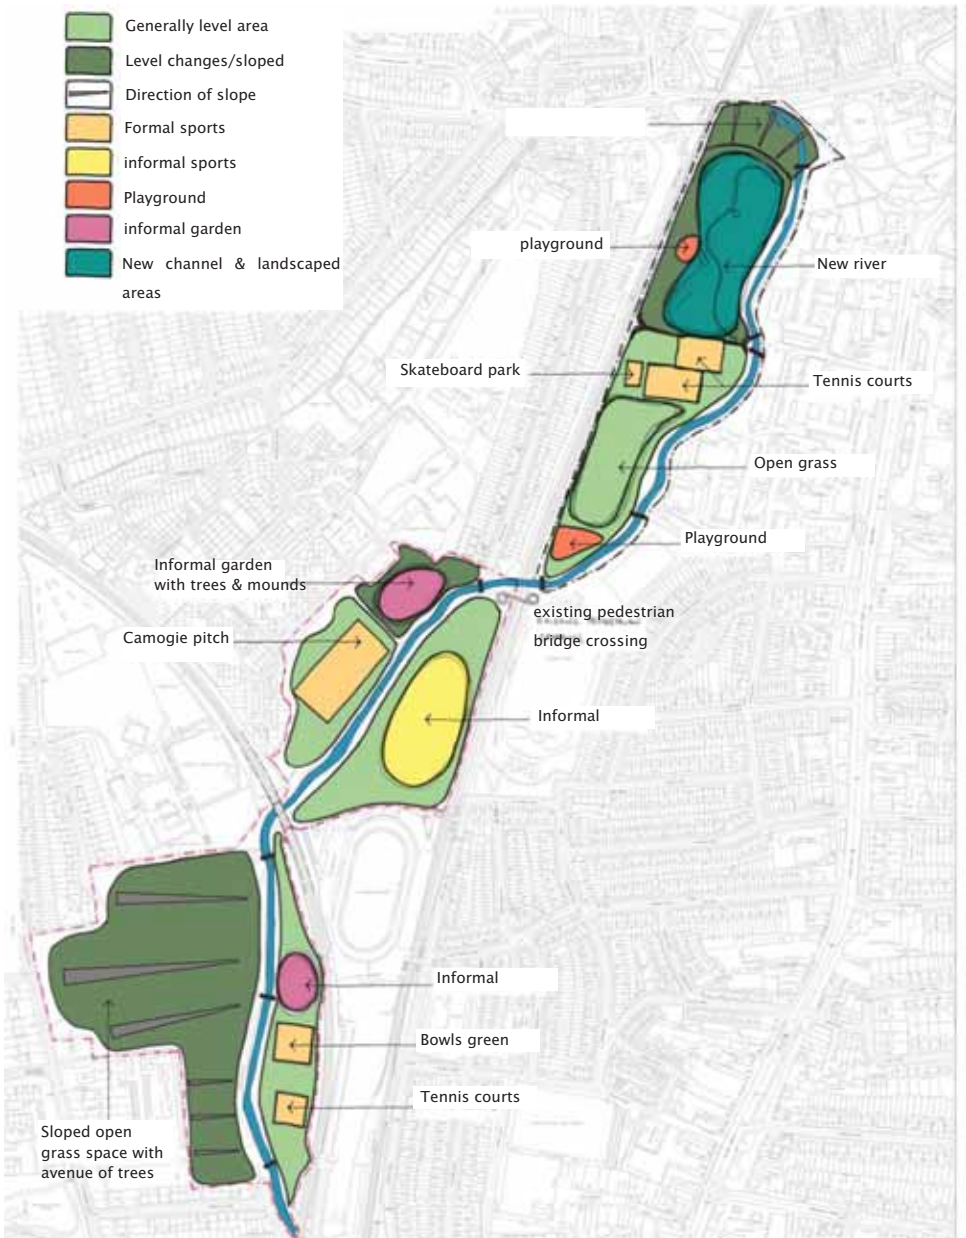 Generally level area
Level changes/sloped
Direction of slope
Formal sports
informal sports
Playground
informal garden
New channel & landscaped
areas
playground
New river
Skateboard park
Tennis courts
Open grass
Playground
Informal garden
with trees & mounds
existing pedestrian
bridge crossing
Camogie pitch
Informal
Informal
Bowls green
Tennis courts
Sloped open
grass space with
avenue of trees